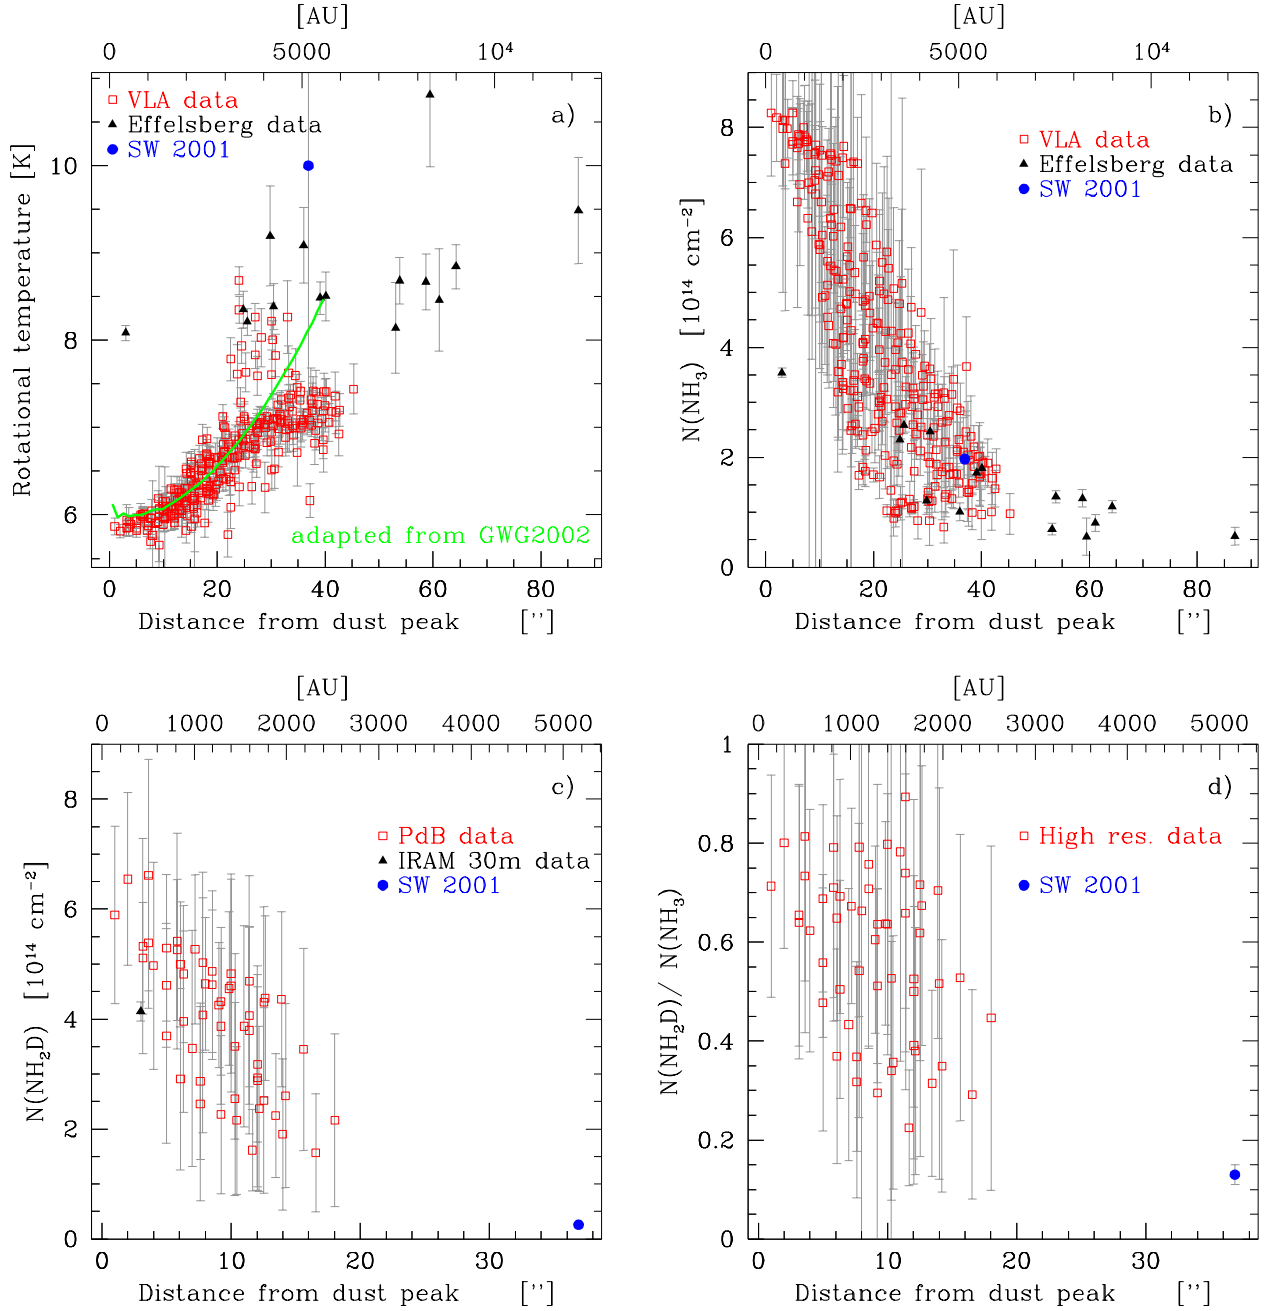 [AU]
0 5000 10⁴
VLA data
Effelsberg data
SW 2001
a)
10
8
6
Rotational temperature [K]
adapted from GWG2002
0 20 40 60 80
Distance from dust peak ['']
[AU]
0 5000 10⁴
b)
VLA data
Effelsberg data
SW 2001
8
6
4
2
0
N(NH₃) [10¹⁴ cm⁻²]
0 20 40 60 80
Distance from dust peak ['']
[AU]
0 1000 2000 3000 4000 5000
c)
PdB data
IRAM 30m data
SW 2001
8
6
4
2
0
N(NH₂D) [10¹⁴ cm⁻²]
0 10 20 30
Distance from dust peak ['']
[AU]
0 1000 2000 3000 4000 5000
d)
High res. data
SW 2001
1
0.8
0.6
0.4
0.2
0
N(NH₂D)/ N(NH₃)
0 10 20 30
Distance from dust peak ['']